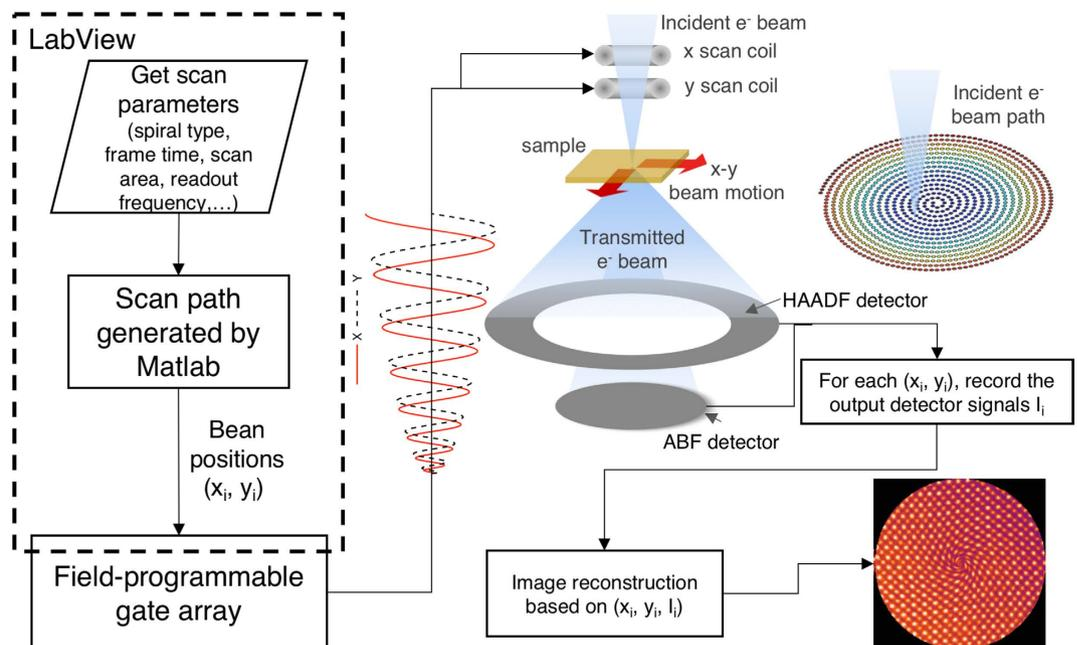 LabView
Get scan
parameters
(spiral type,
frame time, scan
area, readout
frequency,...)
Scan path
generated by
Matlab
Bean
positions
(xᵢ, yᵢ)
Field-programmable
gate array
X Y
Incident e⁻ beam
x scan coil
y scan coil
sample
x-y
beam motion
Transmitted
e⁻ beam
HAADF detector
ABF detector
Incident e⁻
beam path
For each (xᵢ, yᵢ), record the
output detector signals Iᵢ
Image reconstruction
based on (xᵢ, yᵢ, Iᵢ)